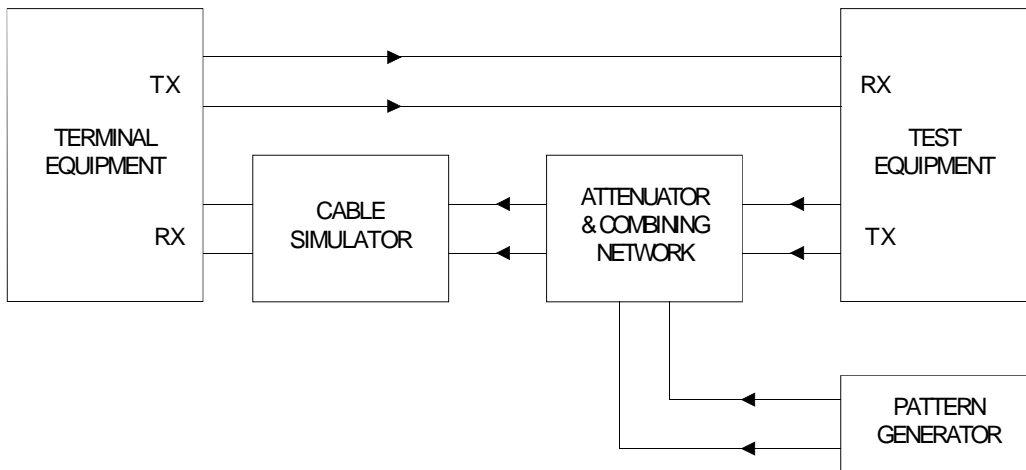 TX
RX
TERMINAL
EQUIPMENT
TEST
EQUIPMENT
CABLE
SIMULATOR
ATTENUATOR
& COMBINING
NETWORK
RX
TX
PATTERN
GENERATOR